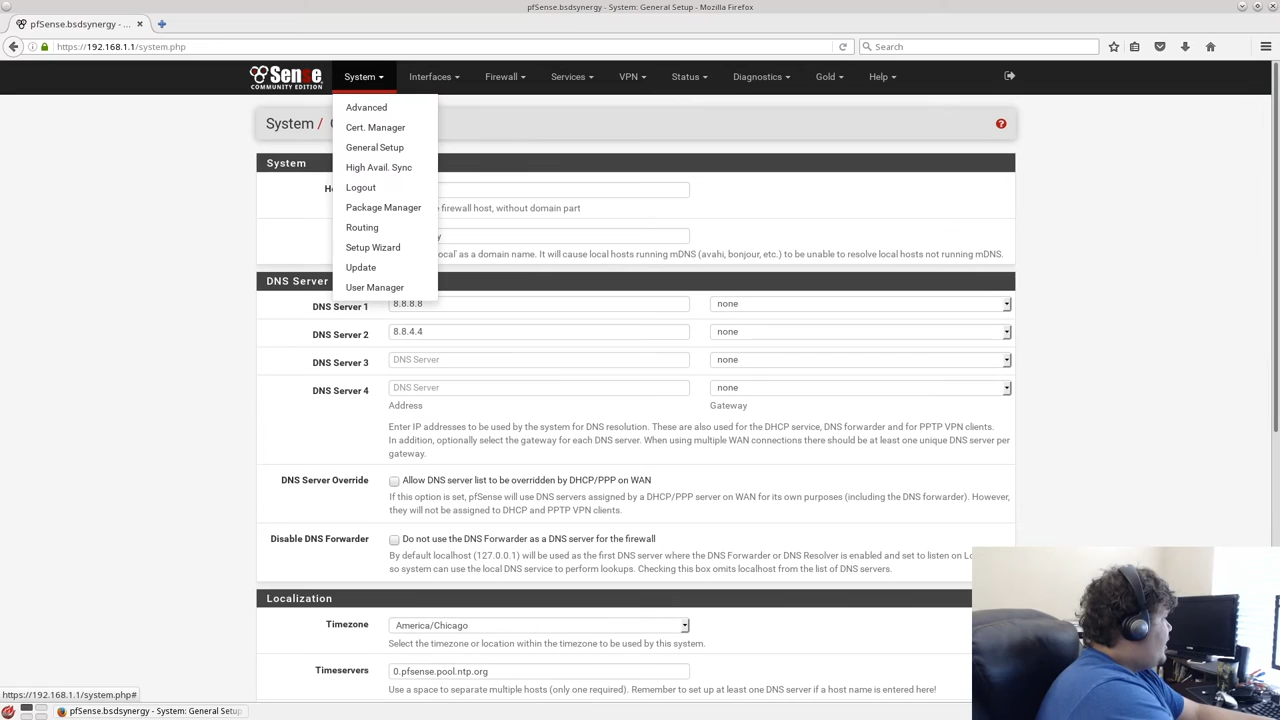 pfSense.bsdsynergy - System: General Setup - Mozilla Firefox
pfSense.bsdsynergy - ...
https://192.168.1.1/system.php
Search
Sense
COMMUNITY EDITION
System Interfaces Firewall Services VPN Status Diagnostics Gold Help
Advanced
Cert. Manager
General Setup
High Avail. Sync
Logout
Package Manager
Routing
Setup Wizard
Update
User Manager
System /
System
firewall host, without domain part
local' as a domain name. It will cause local hosts running mDNS (avahi, bonjour, etc.) to be unable to resolve local hosts not running mDNS.
DNS Server
DNS Server 1 8.8.8.8 none
DNS Server 2 8.8.4.4 none
DNS Server 3 DNS Server none
DNS Server 4 DNS Server none
Address Gateway
Enter IP addresses to be used by the system for DNS resolution. These are also used for the DHCP service, DNS forwarder and for PPTP VPN clients.
In addition, optionally select the gateway for each DNS server. When using multiple WAN connections there should be at least one unique DNS server per
gateway.
DNS Server Override Allow DNS server list to be overridden by DHCP/PPP on WAN
If this option is set, pfSense will use DNS servers assigned by a DHCP/PPP server on WAN for its own purposes (including the DNS forwarder). However,
they will not be assigned to DHCP and PPTP VPN clients.
Disable DNS Forwarder Do not use the DNS Forwarder as a DNS server for the firewall
By default localhost (127.0.0.1) will be used as the first DNS server where the DNS Forwarder or DNS Resolver is enabled and set to listen on
so system can use the local DNS service to perform lookups. Checking this box omits localhost from the list of DNS servers.
Localization
Timezone America/Chicago
Select the timezone or location within the timezone to be used by this system.
Timeservers 0.pfsense.pool.ntp.org
Use a space to separate multiple hosts (only one required). Remember to set up at least one DNS server if a host name is entered here!
https://192.168.1.1/system.php#
pfSense.bsdsynergy - System: General Setup